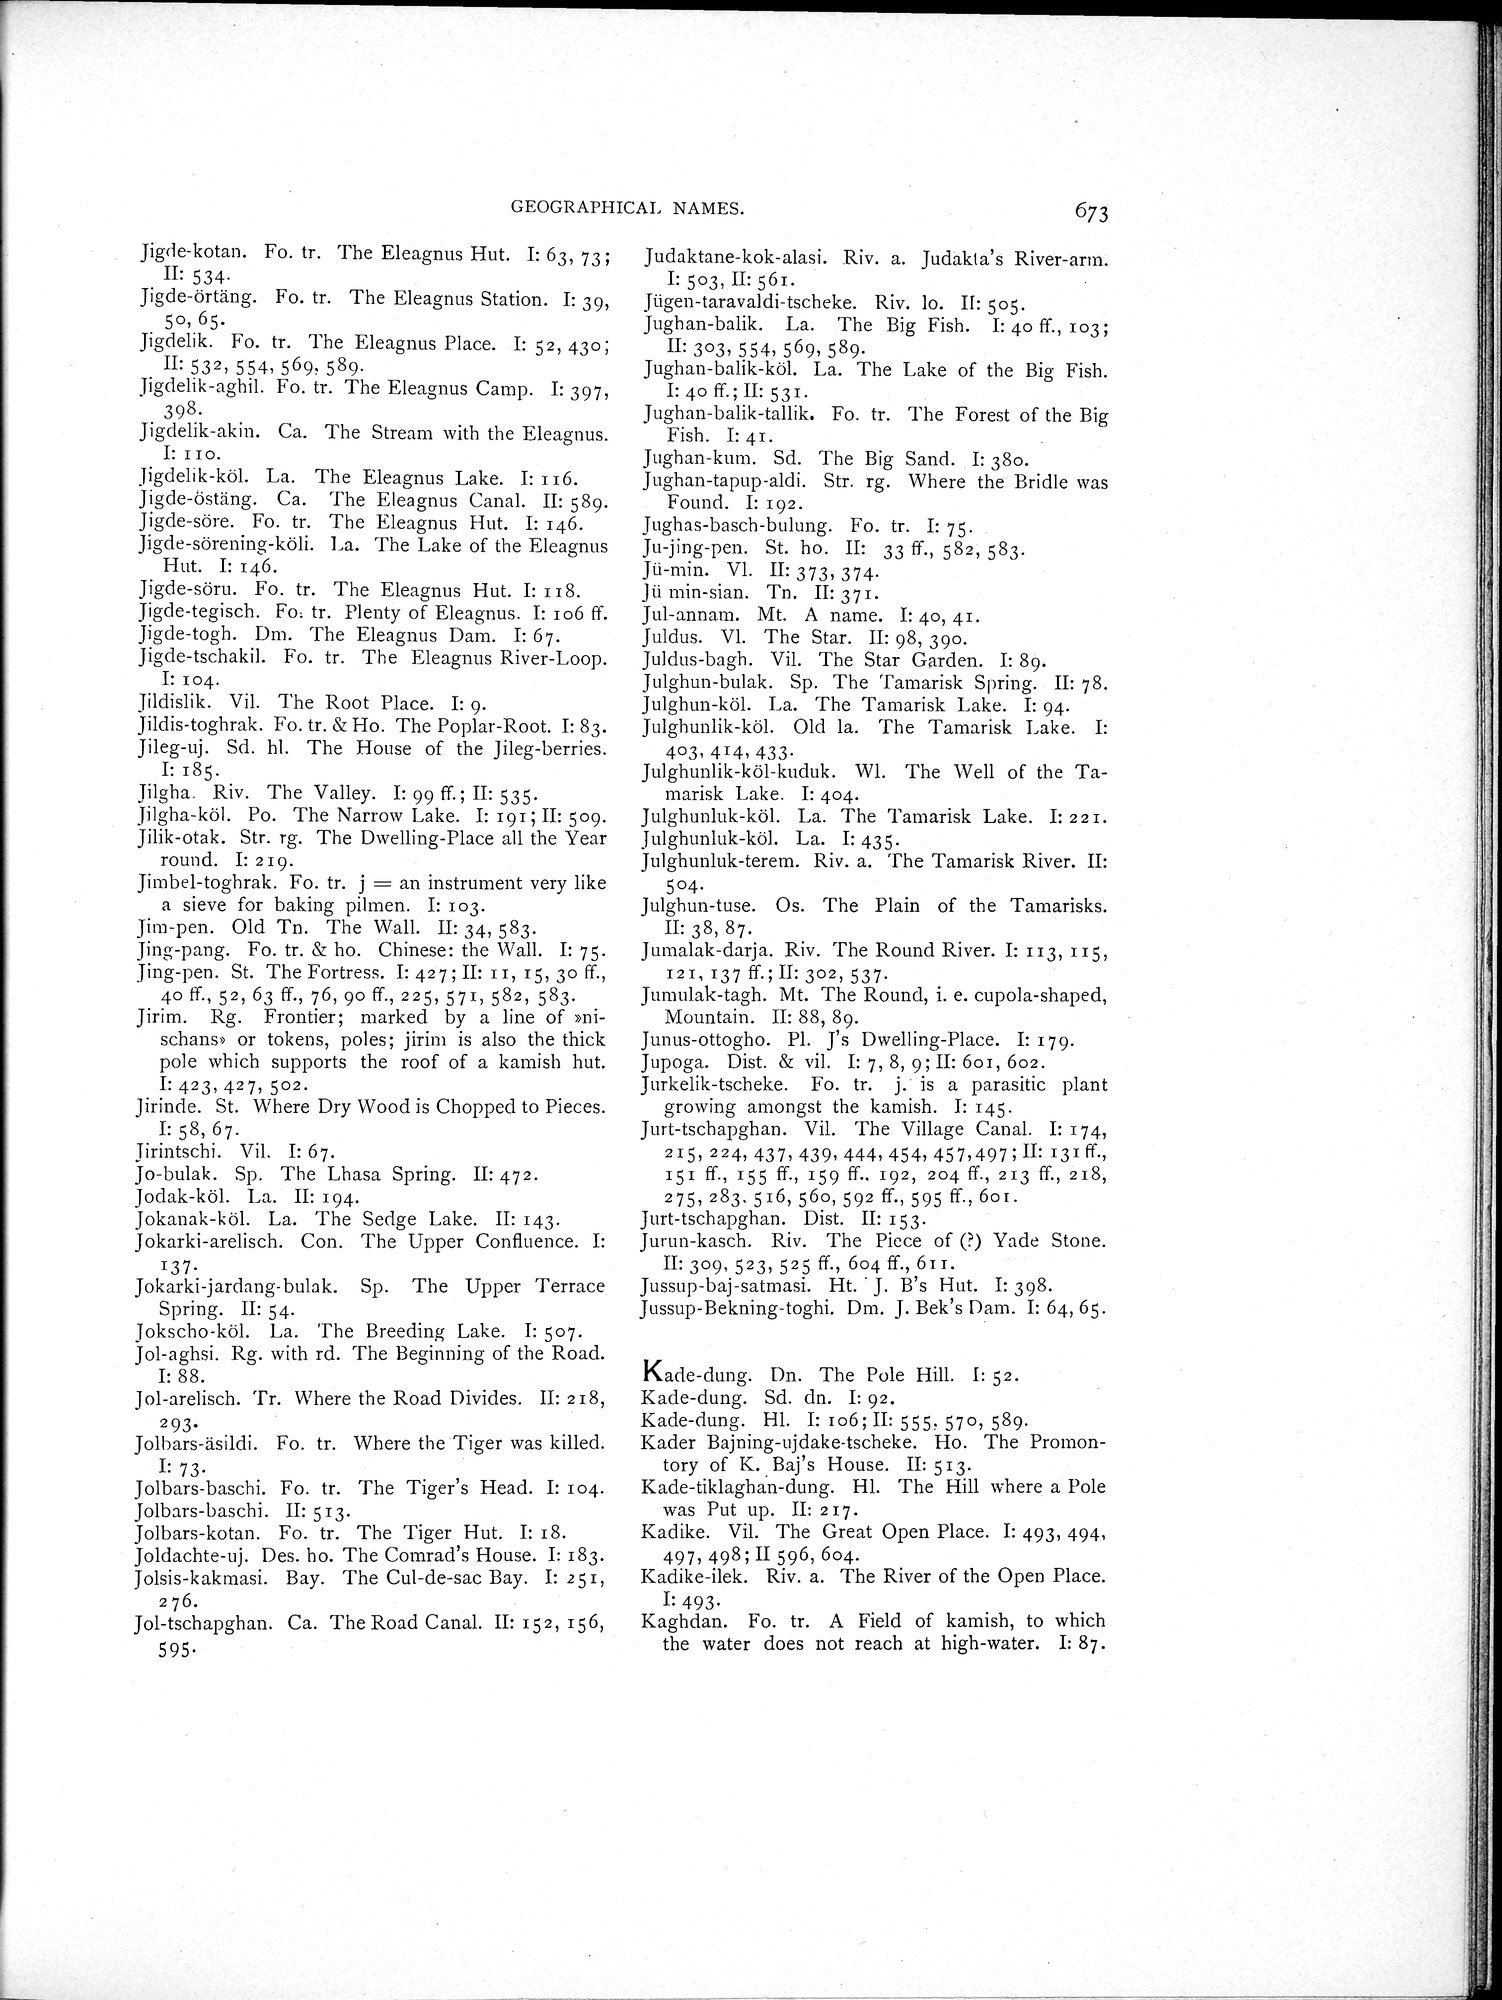 GEOGRAPHICAL NAMES. 673
Jigde-kotan. Fo. tr. The Eleagnus Hut. I: 63, 73;
II: 534.
Jigde-örtäng. Fo. tr. The Eleagnus Station. I: 39,
50, 65.
Jigdelik. Fo. tr. The Eleagnus Place. I: 52, 430;
II: 532, 554, 569, 589.
Jigdelik-aghil. Fo. tr. The Eleagnus Camp. I: 397,
398.
Jigdelik-akin. Ca. The Stream with the Eleagnus.
I: 110.
Jigdelik-köl. La. The Eleagnus Lake. I: 116.
Jigde-östäng. Ca. The Eleagnus Canal. II: 589.
Jigde-söre. Fo. tr. The Eleagnus Hut. I: 146.
Jigde-sörening-köli. La. The Lake of the Eleagnus
Hut. I: 146.
Jigde-söru. Fo. tr. The Eleagnus Hut. I: 118.
Jigde-tegisch. Fo. tr. Plenty of Eleagnus. I: 106 ff.
Jigde-togh. Dm. The Eleagnus Dam. I: 67.
Jigde-tschakil. Fo. tr. The Eleagnus River-Loop.
I: 104.
Jildislik. Vil. The Root Place. I: 9.
Jildis-toghrak. Fo. tr. & Ho. The Poplar-Root. I: 83.
Jileg-uj. Sd. hl. The House of the Jileg-berries.
I: 185.
Jilgha. Riv. The Valley. I: 99 ff.; II: 535.
Jilgha-köl. Po. The Narrow Lake. I: 191; II: 509.
Jilik-otak. Str. rg. The Dwelling-Place all the Year
round. I: 219.
Jimbel-toghrak. Fo. tr. j = an instrument very like
a sieve for baking pilmen. I: 103.
Jim-pen. Old Tn. The Wall. II: 34, 583.
Jing-pang. Fo. tr. & ho. Chinese: the Wall. I: 75.
Jing-pen. St. The Fortress. I: 427; II: 11, 15, 30 ff.,
40 ff., 52, 63 ff., 76, 90 ff., 225, 571, 582, 583.
Jirim. Rg. Frontier; marked by a line of »ni-
schans» or tokens, poles; jirim is also the thick
pole which supports the roof of a kamish hut.
I: 423, 427, 502.
Jirinde. St. Where Dry Wood is Chopped to Pieces.
I: 58, 67.
Jirintschi. Vil. I: 67.
Jo-bulak. Sp. The Lhasa Spring. II: 472.
Jodak-köl. La. II: 194.
Jokanak-köl. La. The Sedge Lake. II: 143.
Jokarki-arelisch. Con. The Upper Confluence. I:
137.
Jokarki-jardang-bulak. Sp. The Upper Terrace
Spring. II: 54.
Jokscho-köl. La. The Breeding Lake. I: 507.
Jol-aghsi. Rg. with rd. The Beginning of the Road.
I: 88.
Jol-arelisch. Tr. Where the Road Divides. II: 218,
293.
Jolbars-äsildi. Fo. tr. Where the Tiger was killed.
I: 73.
Jolbars-baschi. Fo. tr. The Tiger's Head. I: 104.
Jolbars-baschi. II: 513.
Jolbars-kotan. Fo. tr. The Tiger Hut. I: 18.
Joldachte-uj. Des. ho. The Comrad's House. I: 183.
Jolsis-kakmasi. Bay. The Cul-de-sac Bay. I: 251,
276.
Jol-tschapghan. Ca. The Road Canal. II: 152, 156,
595.
Judaktane-kok-alasi. Riv. a. Judakta's River-arm.
I: 503, II: 561.
Jügen-taravaldi-tscheke. Riv. lo. II: 505.
Jughan-balik. La. The Big Fish. I: 40 ff., 103;
II: 303, 554, 569, 589.
Jughan-balik-köl. La. The Lake of the Big Fish.
I: 40 ff.; II: 531.
Jughan-balik-tallik. Fo. tr. The Forest of the Big
Fish. I: 41.
Jughan-kum. Sd. The Big Sand. I: 380.
Jughan-tapup-aldi. Str. rg. Where the Bridle was
Found. I: 192.
Jughas-basch-bulung. Fo. tr. I: 75.
Ju-jing-pen. St. ho. II: 33 ff., 582, 583.
Jü-min. Vl. II: 373, 374.
Jü min-sian. Tn. II: 371.
Jul-annam. Mt. A name. I: 40, 41.
Juldus. Vl. The Star. II: 98, 390.
Juldus-bagh. Vil. The Star Garden. I: 89.
Julghun-bulak. Sp. The Tamarisk Spring. II: 78.
Julghun-köl. La. The Tamarisk Lake. I: 94.
Julghunlik-köl. Old la. The Tamarisk Lake. I:
403, 414, 433.
Julghunlik-köl-kuduk. Wl. The Well of the Ta-
marisk Lake. I: 404.
Julghunluk-köl. La. The Tamarisk Lake. I: 221.
Julghunluk-köl. La. I: 435.
Julghunluk-terem. Riv. a. The Tamarisk River. II:
504.
Julghun-tuse. Os. The Plain of the Tamarisks.
II: 38, 87.
Jumalak-darja. Riv. The Round River. I: 113, 115,
121, 137 ff.; II: 302, 537.
Jumulak-tagh. Mt. The Round, i. e. cupola-shaped,
Mountain. II: 88, 89.
Junus-ottogho. Pl. J's Dwelling-Place. I: 179.
Jupoga. Dist. & vil. I: 7, 8, 9; II: 601, 602.
Jurkelik-tscheke. Fo. tr. j. is a parasitic plant
growing amongst the kamish. I: 145.
Jurt-tschapghan. Vil. The Village Canal. I: 174,
215, 224, 437, 439, 444, 454, 457, 497; II: 131 ff.,
151 ff., 155 ff., 159 ff., 192, 204 ff., 213 ff., 218,
275, 283, 516, 560, 592 ff., 595 ff., 601.
Jurt-tschapghan. Dist. II: 153.
Jurun-kasch. Riv. The Piece of (?) Yade Stone.
II: 309, 523, 525 ff., 604 ff., 611.
Jussup-baj-satmasi. Ht. J. B's Hut. I: 398.
Jussup-Bekning-toghi. Dm. J. Bek's Dam. I: 64, 65.
Kade-dung. Dn. The Pole Hill. I: 52.
Kade-dung. Sd. dn. I: 92.
Kade-dung. Hl. I: 106; II: 555, 570, 589.
Kader Bajning-ujdake-tscheke. Ho. The Promon-
tory of K. Baj's House. II: 513.
Kade-tiklaghan-dung. Hl. The Hill where a Pole
was Put up. II: 217.
Kadike. Vil. The Great Open Place. I: 493, 494,
497, 498; II 596, 604.
Kadike-ilek. Riv. a. The River of the Open Place.
I: 493.
Kaghdan. Fo. tr. A Field of kamish, to which
the water does not reach at high-water. I: 87.